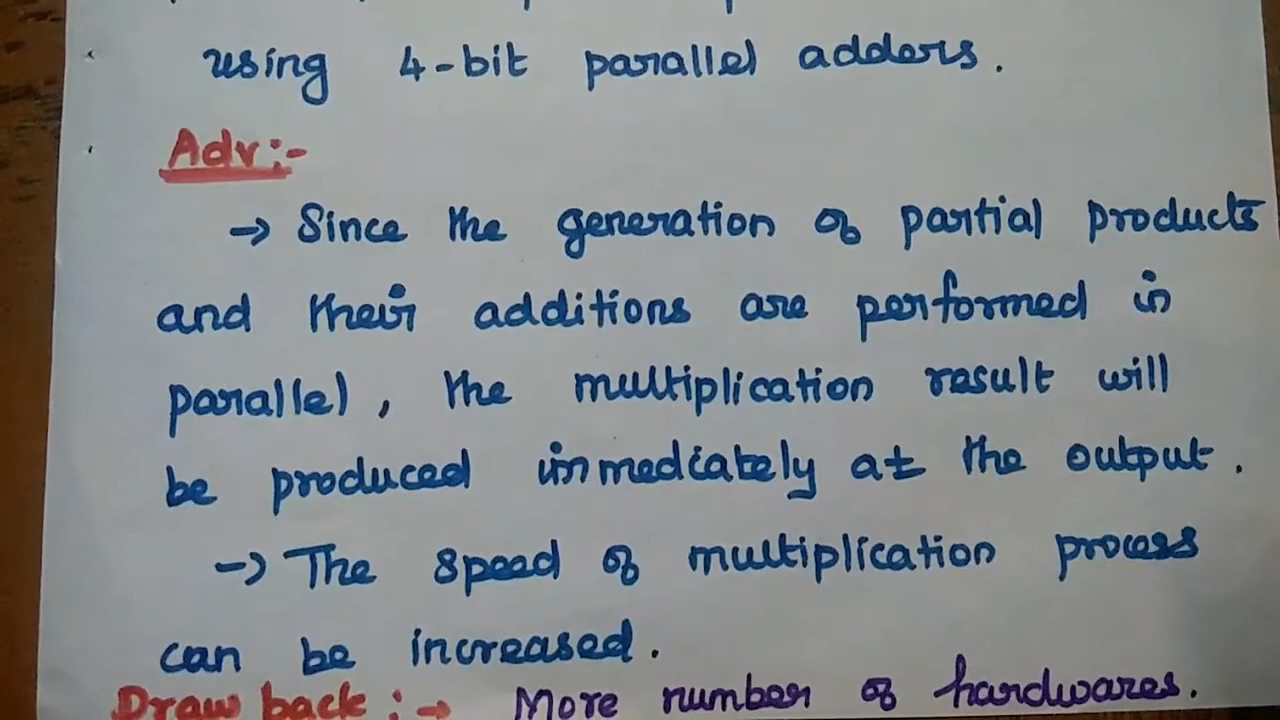 using 4-bit parallel adders.
Adv:-
→ Since the generation of partial products
and their additions are performed in
parallel, the multiplication result will
be produced immediately at the output.
→ The speed of multiplication process
can be increased.
Draw back:→ More number of hardwares.